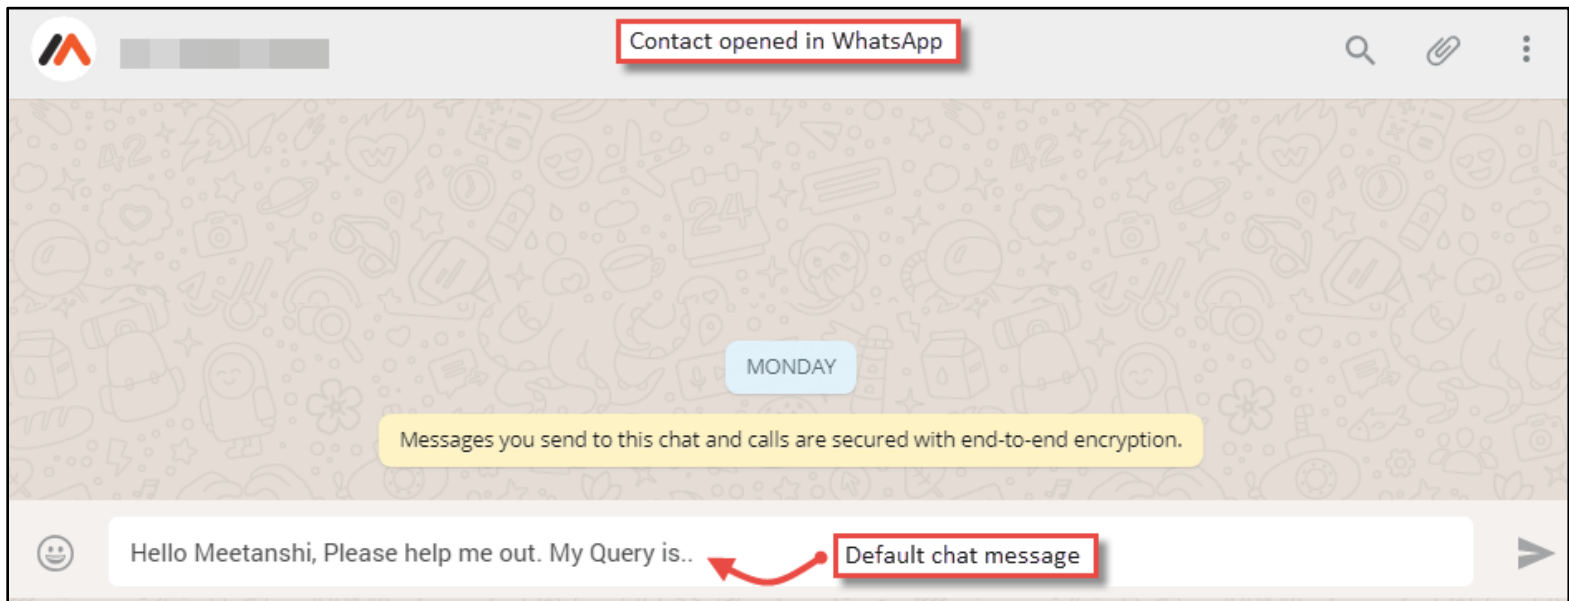 Contact opened in WhatsApp
MONDAY
Messages you send to this chat and calls are secured with end-to-end encryption.
Hello Meetanshi, Please help me out. My Query is..
Default chat message